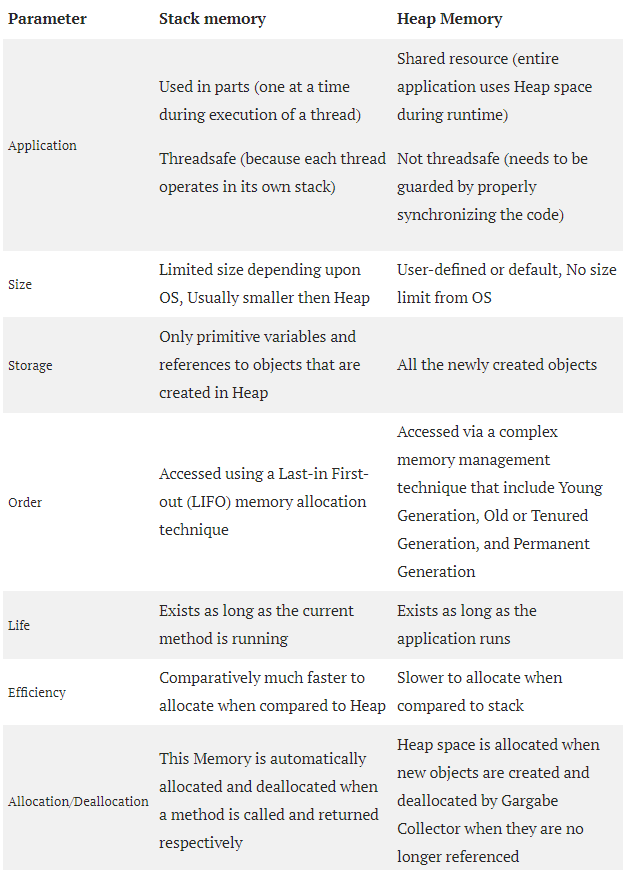 Parameter
Stack memory
Heap Memory
Application
Used in parts (one at a time
during execution of a thread)
Threadsafe (because each thread
operates in its own stack)
Shared resource (entire
application uses Heap space
during runtime)
Not threadsafe (needs to be
guarded by properly
synchronizing the code)
Size
Limited size depending upon
OS, Usually smaller then Heap
User-defined or default, No size
limit from OS
Storage
Only primitive variables and
references to objects that are
created in Heap
All the newly created objects
Order
Accessed using a Last-in First-
out (LIFO) memory allocation
technique
Accessed via a complex
memory management
technique that include Young
Generation, Old or Tenured
Generation, and Permanent
Generation
Life
Exists as long as the current
method is running
Exists as long as the
application runs
Efficiency
Comparatively much faster to
allocate when compared to Heap
Slower to allocate when
compared to stack
Allocation/Deallocation
This Memory is automatically
allocated and deallocated when
a method is called and returned
respectively
Heap space is allocated when
new objects are created and
deallocated by Gargabe
Collector when they are no
longer referenced